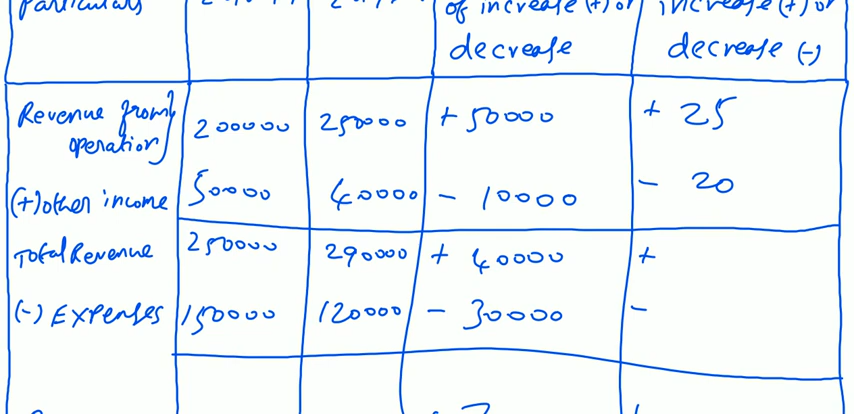 Particulars of increase (+) or increase (+) or
decrease decrease (-)
Revenue from 200000 250000 + 50000 + 25
operation
(+) other income 50000 40000 - 10000 - 20
Total Revenue 250000 290000 + 40000 +
(-) Expenses 150000 120000 - 30000 -